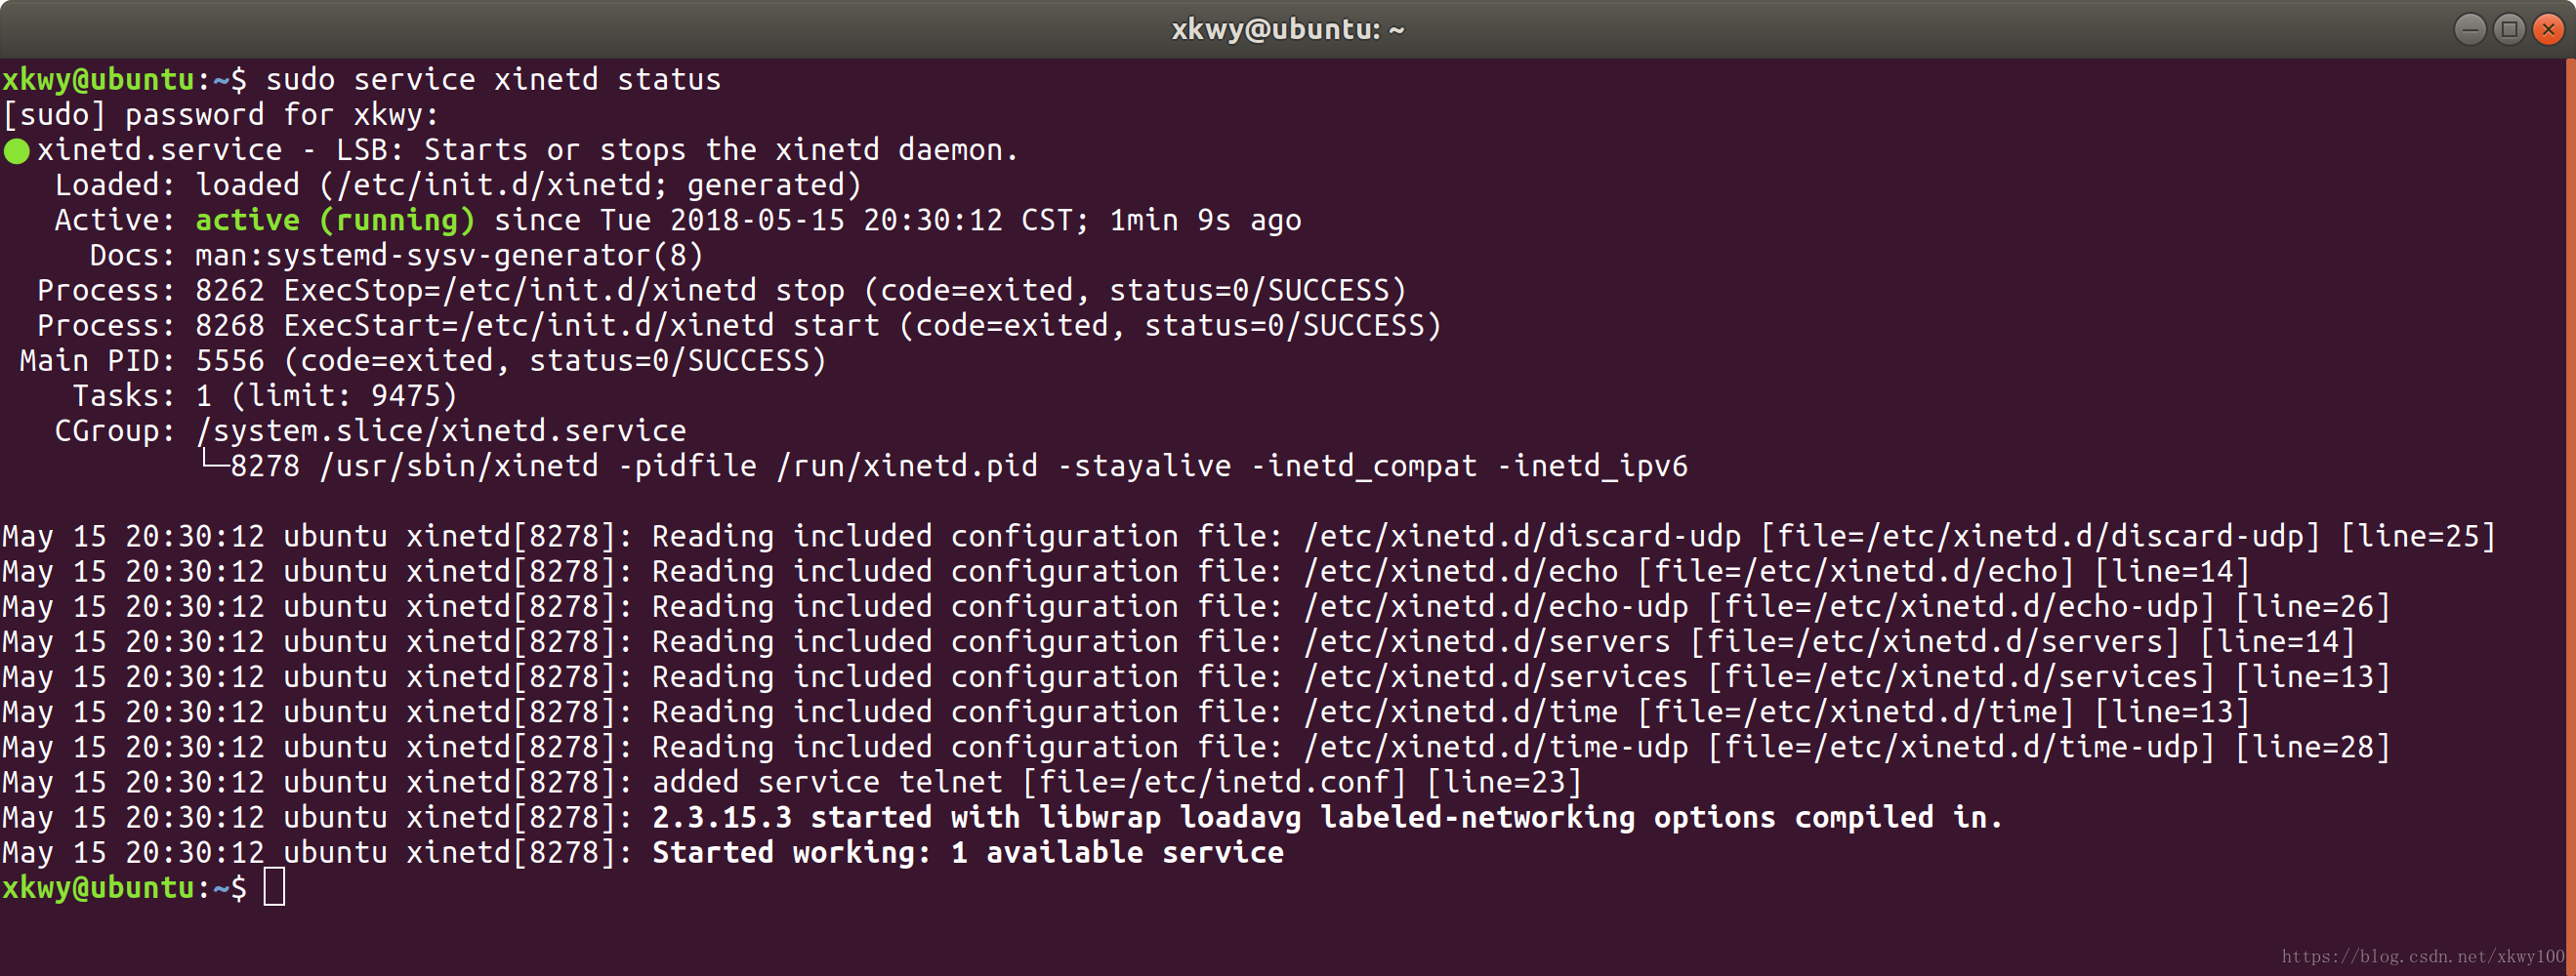 xkwy@ubuntu: ~
xkwy@ubuntu:~$ sudo service xinetd status
[sudo] password for xkwy:
● xinetd.service - LSB: Starts or stops the xinetd daemon.
   Loaded: loaded (/etc/init.d/xinetd; generated)
   Active: active (running) since Tue 2018-05-15 20:30:12 CST; 1min 9s ago
     Docs: man:systemd-sysv-generator(8)
  Process: 8262 ExecStop=/etc/init.d/xinetd stop (code=exited, status=0/SUCCESS)
  Process: 8268 ExecStart=/etc/init.d/xinetd start (code=exited, status=0/SUCCESS)
 Main PID: 5556 (code=exited, status=0/SUCCESS)
    Tasks: 1 (limit: 9475)
   CGroup: /system.slice/xinetd.service
           └─8278 /usr/sbin/xinetd -pidfile /run/xinetd.pid -stayalive -inetd_compat -inetd_ipv6
May 15 20:30:12 ubuntu xinetd[8278]: Reading included configuration file: /etc/xinetd.d/discard-udp [file=/etc/xinetd.d/discard-udp] [line=25]
May 15 20:30:12 ubuntu xinetd[8278]: Reading included configuration file: /etc/xinetd.d/echo [file=/etc/xinetd.d/echo] [line=14]
May 15 20:30:12 ubuntu xinetd[8278]: Reading included configuration file: /etc/xinetd.d/echo-udp [file=/etc/xinetd.d/echo-udp] [line=26]
May 15 20:30:12 ubuntu xinetd[8278]: Reading included configuration file: /etc/xinetd.d/servers [file=/etc/xinetd.d/servers] [line=14]
May 15 20:30:12 ubuntu xinetd[8278]: Reading included configuration file: /etc/xinetd.d/services [file=/etc/xinetd.d/services] [line=13]
May 15 20:30:12 ubuntu xinetd[8278]: Reading included configuration file: /etc/xinetd.d/time [file=/etc/xinetd.d/time] [line=13]
May 15 20:30:12 ubuntu xinetd[8278]: Reading included configuration file: /etc/xinetd.d/time-udp [file=/etc/xinetd.d/time-udp] [line=28]
May 15 20:30:12 ubuntu xinetd[8278]: added service telnet [file=/etc/inetd.conf] [line=23]
May 15 20:30:12 ubuntu xinetd[8278]: 2.3.15.3 started with libwrap loadavg labeled-networking options compiled in.
May 15 20:30:12 ubuntu xinetd[8278]: Started working: 1 available service
xkwy@ubuntu:~$
https://blog.csdn.net/xkwy100